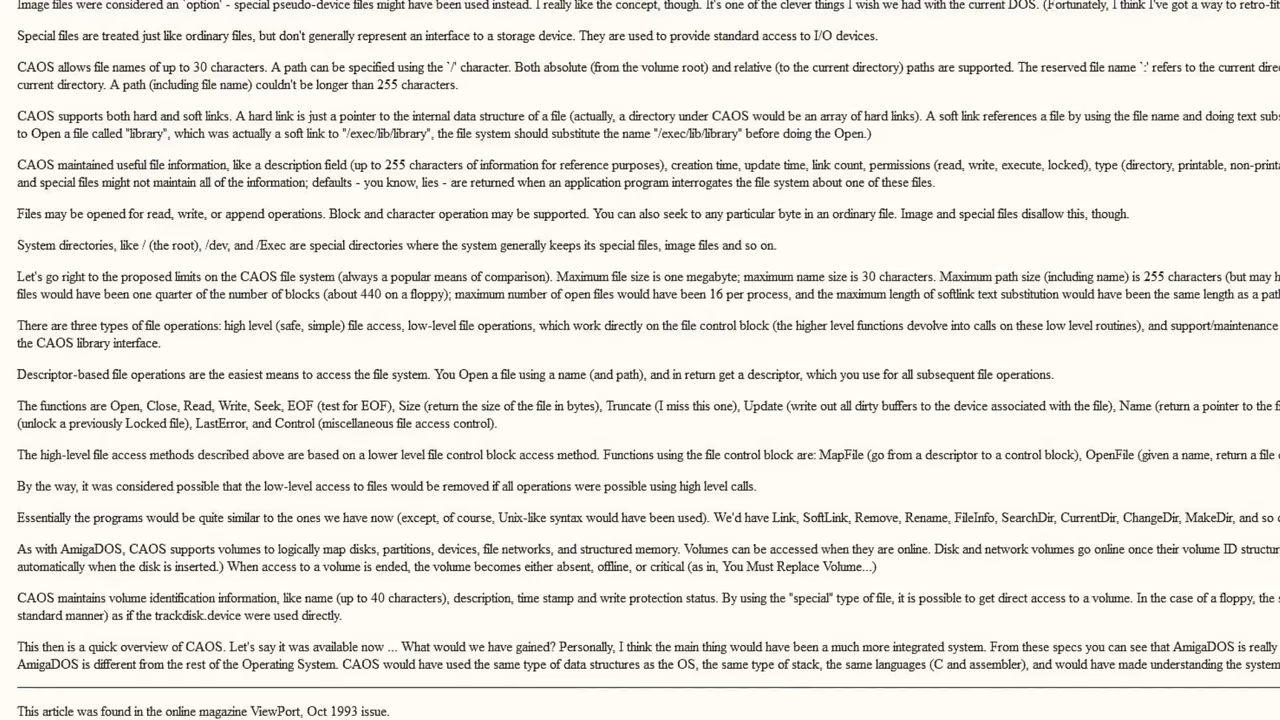 Image files were considered an `option' - special pseudo-device files might have been used instead. I really like the concept, though. It's one of the clever things I wish we had with the current DOS. (Fortunately, I think I've got a way to retro-fit
Special files are treated just like ordinary files, but don't generally represent an interface to a storage device. They are used to provide standard access to I/O devices.
CAOS allows file names of up to 30 characters. A path can be specified using the `/' character. Both absolute (from the volume root) and relative (to the current directory) paths are supported. The reserved file name `:' refers to the current
current directory. A path (including file name) couldn't be longer than 255 characters.
CAOS supports both hard and soft links. A hard link is just a pointer to the internal data structure of a file (actually, a directory under CAOS would be an array of hard links). A soft link references a file by using the file name and doing text
to Open a file called "library", which was actually a soft link to "/exec/lib/library", the file system should substitute the name "/exec/lib/library" before doing the Open.)
CAOS maintained useful file information, like a description field (up to 255 characters of information for reference purposes), creation time, update time, link count, permissions (read, write, execute, locked), type (directory, printable,
and special files might not maintain all of the information; defaults - you know, lies - are returned when an application program interrogates the file system about one of these files.
Files may be opened for read, write, or append operations. Block and character operation may be supported. You can also seek to any particular byte in an ordinary file. Image and special files disallow this, though.
System directories, like / (the root), /dev, and /Exec are special directories where the system generally keeps its special files, image files and so on.
Let's go right to the proposed limits on the CAOS file system (always a popular means of comparison). Maximum file size is one megabyte; maximum name size is 30 characters. Maximum path size (including name) is 255 characters (but may
files would have been one quarter of the number of blocks (about 440 on a floppy); maximum number of open files would have been 16 per process, and the maximum length of softlink text substitution would have been the same length as a
There are three types of file operations: high level (safe, simple) file access, low-level file operations, which work directly on the file control block (the higher level functions devolve into calls on these low level routines), and support/maintenance
the CAOS library interface.
Descriptor-based file operations are the easiest means to access the file system. You Open a file using a name (and path), and in return get a descriptor, which you use for all subsequent file operations.
The functions are Open, Close, Read, Write, Seek, EOF (test for EOF), Size (return the size of the file in bytes), Truncate (I miss this one), Update (write out all dirty buffers to the device associated with the file), Name (return a pointer to the
(unlock a previously Locked file), LastError, and Control (miscellaneous file access control).
The high-level file access methods described above are based on a lower level file control block access method. Functions using the file control block are: MapFile (go from a descriptor to a control block), OpenFile (given a name, return a file
By the way, it was considered possible that the low-level access to files would be removed if all operations were possible using high level calls.
Essentially the programs would be quite similar to the ones we have now (except, of course, Unix-like syntax would have been used). We'd have Link, SoftLink, Remove, Rename, FileInfo, SearchDir, CurrentDir, ChangeDir, MakeDir, and so
As with AmigaDOS, CAOS supports volumes to logically map disks, partitions, devices, file networks, and structured memory. Volumes can be accessed when they are online. Disk and network volumes go online once their volume ID
automatically when the disk is inserted.) When access to a volume is ended, the volume becomes either absent, offline, or critical (as in, You Must Replace Volume...)
CAOS maintains volume identification information, like name (up to 40 characters), description, time stamp and write protection status. By using the "special" type of file, it is possible to get direct access to a volume. In the case of a floppy, the
standard manner) as if the trackdisk.device were used directly.
This then is a quick overview of CAOS. Let's say it was available now ... What would we have gained? Personally, I think the main thing would have been a much more integrated system. From these specs you can see that AmigaDOS is really
AmigaDOS is different from the rest of the Operating System. CAOS would have used the same type of data structures as the OS, the same type of stack, the same languages (C and assembler), and would have made understanding the system
This article was found in the online magazine ViewPort, Oct 1993 issue.